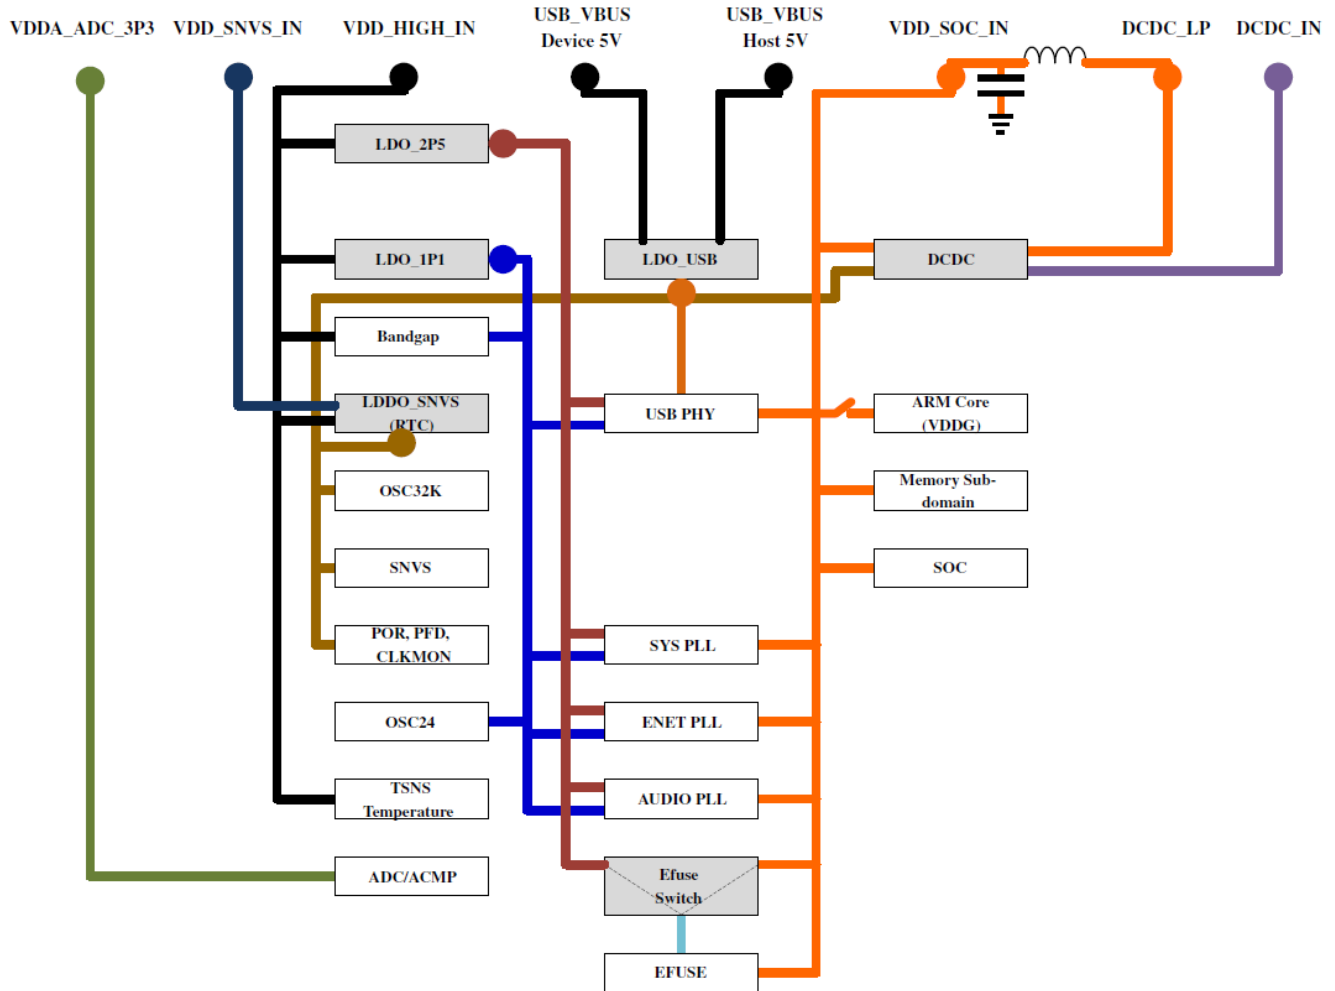 VDDA_ADC_3P3
VDD_SNVS_IN
VDD_HIGH_IN
USB_VBUS
Device 5V
USB_VBUS
Host 5V
VDD_SOC_IN
DCDC_LP
DCDC_IN
LDO_2P5
LDO_1P1
LDO_USB
DCDC
Bandgap
LDDO_SNVS
(RTC)
USB PHY
ARM Core
(VDDG)
OSC32K
Memory Sub-
domain
SNVS
SOC
POR, PFD,
CLKMON
SYS PLL
OSC24
ENET PLL
TSNS
Temperature
AUDIO PLL
ADC/ACMP
Efuse
Switch
EFUSE